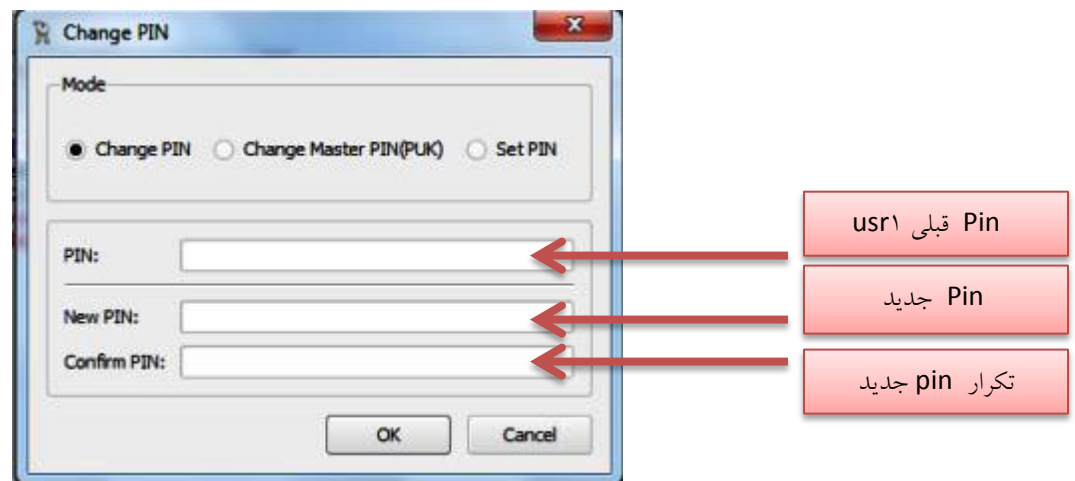 Change PIN
Mode
Change PIN Change Master PIN(PUK) Set PIN
PIN:
New PIN:
Confirm PIN:
OK Cancel
Pin قبلی usr۱
Pin جدید
تکرار pin جدید